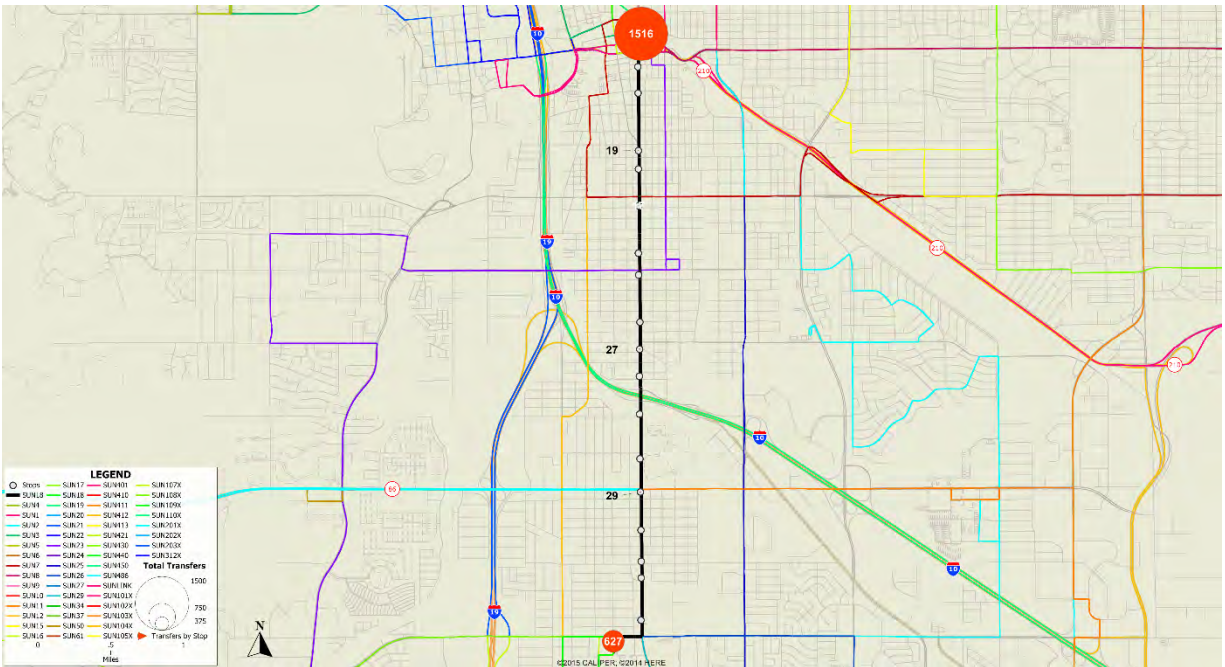 1516
10
210
19
210
19
10
27
210
10
66
29
10
19
627
LEGEND
Stops
SUN18
SUN4
SUN1
SUN2
SUN3
SUN5
SUN6
SUN7
SUN8
SUN9
SUN10
SUN11
SUN12
SUN15
SUN16
SUN17
SUN18
SUN19
SUN20
SUN21
SUN22
SUN23
SUN24
SUN25
SUN26
SUN27
SUN29
SUN34
SUN37
SUN50
SUN61
SUN401
SUN410
SUN411
SUN412
SUN413
SUN421
SUN430
SUN440
SUN450
SUN486
SUNLINK
SUN101X
SUN102X
SUN103X
SUN104X
SUN105X
SUN107X
SUN108X
SUN109X
SUN110X
SUN201X
SUN202X
SUN203X
SUN312X
Total Transfers
1500
750
375
Transfers by Stop
0 .5 1
Miles
N
©2015 CALIPER; ©2014 HERE